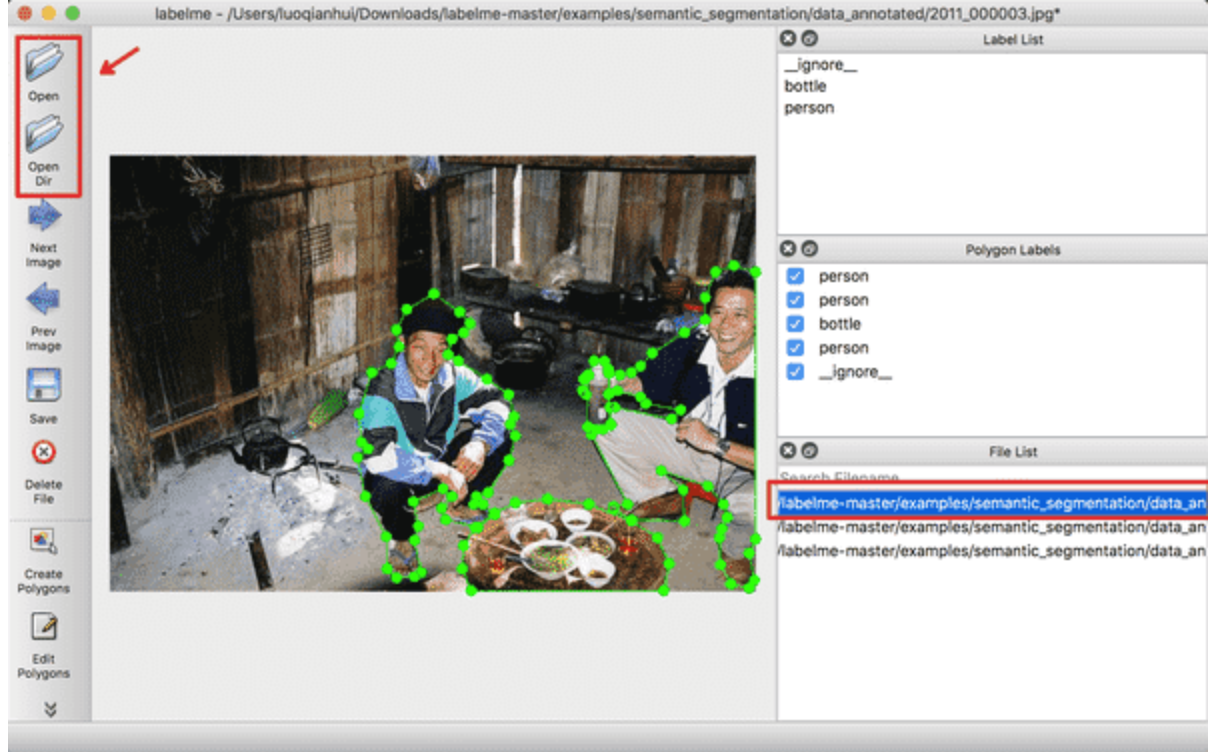 labelme - /Users/luoqianhui/Downloads/labelme-master/examples/semantic_segmentation/data_annotated/2011_000003.jpg*
Open
Open
Dir
Next
Image
Prev
Image
Save
Delete
File
Create
Polygons
Edit
Polygons
Label List
__ignore__
bottle
person
Polygon Labels
person
person
bottle
person
__ignore__
File List
Search Filename
/labelme-master/examples/semantic_segmentation/data_an
/labelme-master/examples/semantic_segmentation/data_an
/labelme-master/examples/semantic_segmentation/data_an